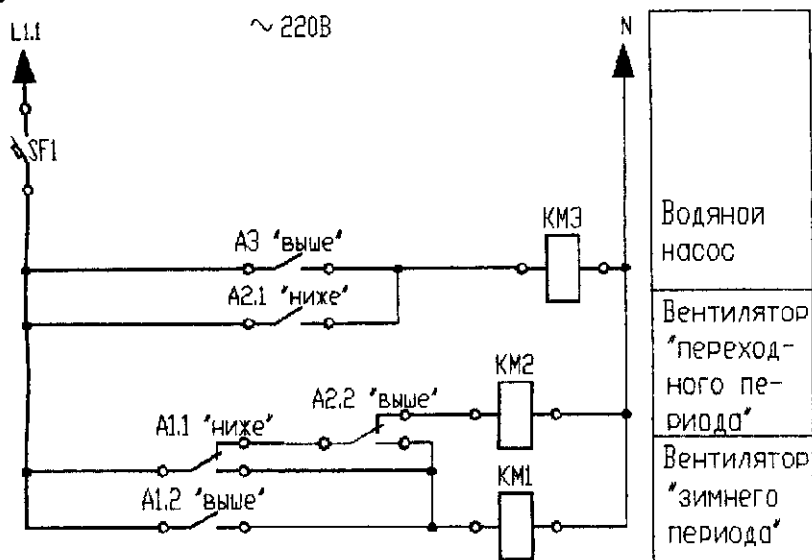 L1.1
~ 220В
N
SF1
А3 "выше"
КМ3
А2.1 "ниже"
КМ2
А2.2 "выше"
А1.1 "ниже"
КМ1
А1.2 "выше"
Водяной
насос
Вентилятор
"переход-
ного пе-
риода"
Вентилятор
"зимнего
периода"